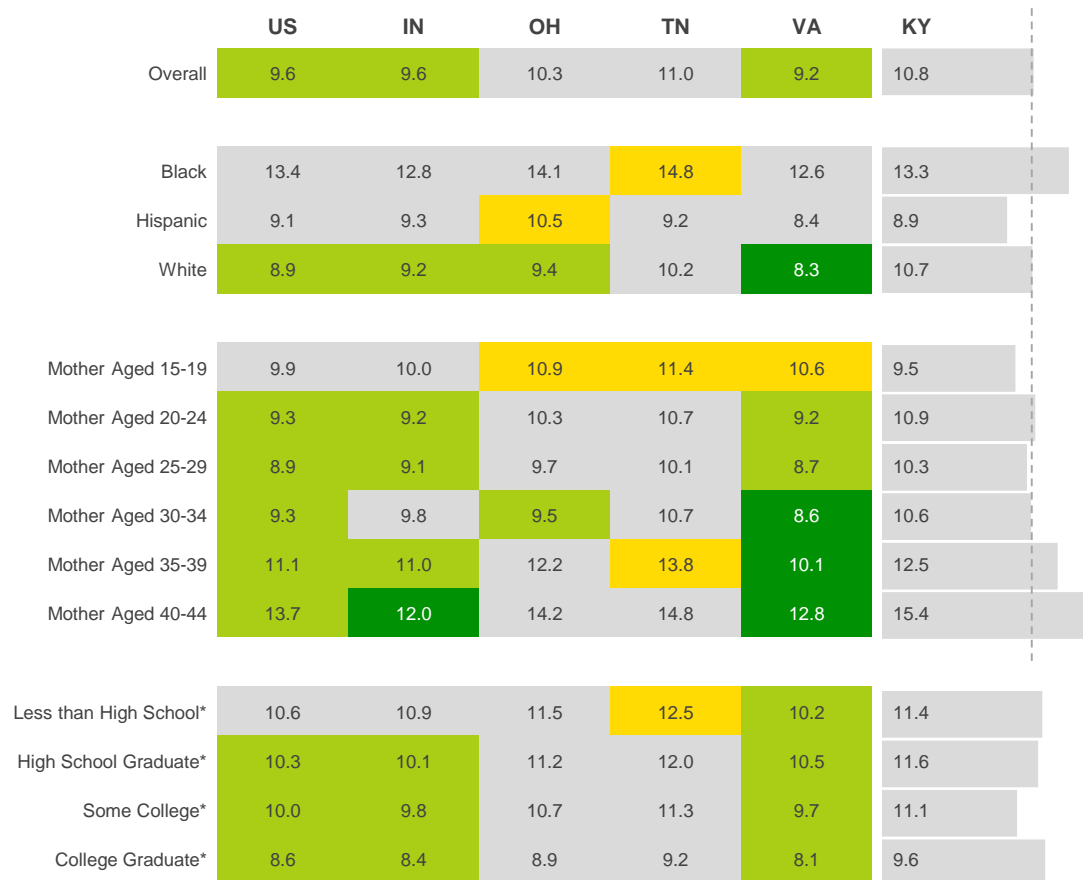 US IN OH TN VA KY
Overall 9.6 9.6 10.3 11.0 9.2 10.8
Black 13.4 12.8 14.1 14.8 12.6 13.3
Hispanic 9.1 9.3 10.5 9.2 8.4 8.9
White 8.9 9.2 9.4 10.2 8.3 10.7
Mother Aged 15-19 9.9 10.0 10.9 11.4 10.6 9.5
Mother Aged 20-24 9.3 9.2 10.3 10.7 9.2 10.9
Mother Aged 25-29 8.9 9.1 9.7 10.1 8.7 10.3
Mother Aged 30-34 9.3 9.8 9.5 10.7 8.6 10.6
Mother Aged 35-39 11.1 11.0 12.2 13.8 10.1 12.5
Mother Aged 40-44 13.7 12.0 14.2 14.8 12.8 15.4
Less than High School* 10.6 10.9 11.5 12.5 10.2 11.4
High School Graduate* 10.3 10.1 11.2 12.0 10.5 11.6
Some College* 10.0 9.8 10.7 11.3 9.7 11.1
College Graduate* 8.6 8.4 8.9 9.2 8.1 9.6